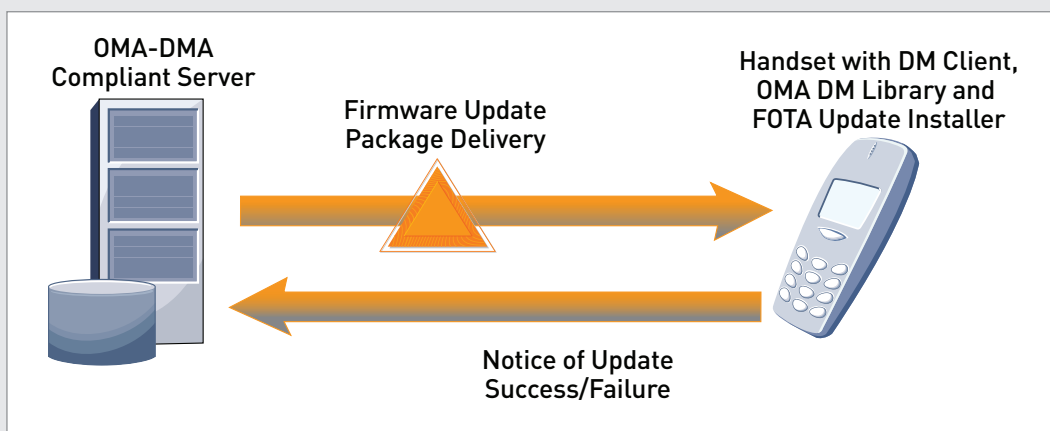 OMA-DMA
Compliant Server
Firmware Update
Package Delivery
Handset with DM Client,
OMA DM Library and
FOTA Update Installer
Notice of Update
Success/Failure